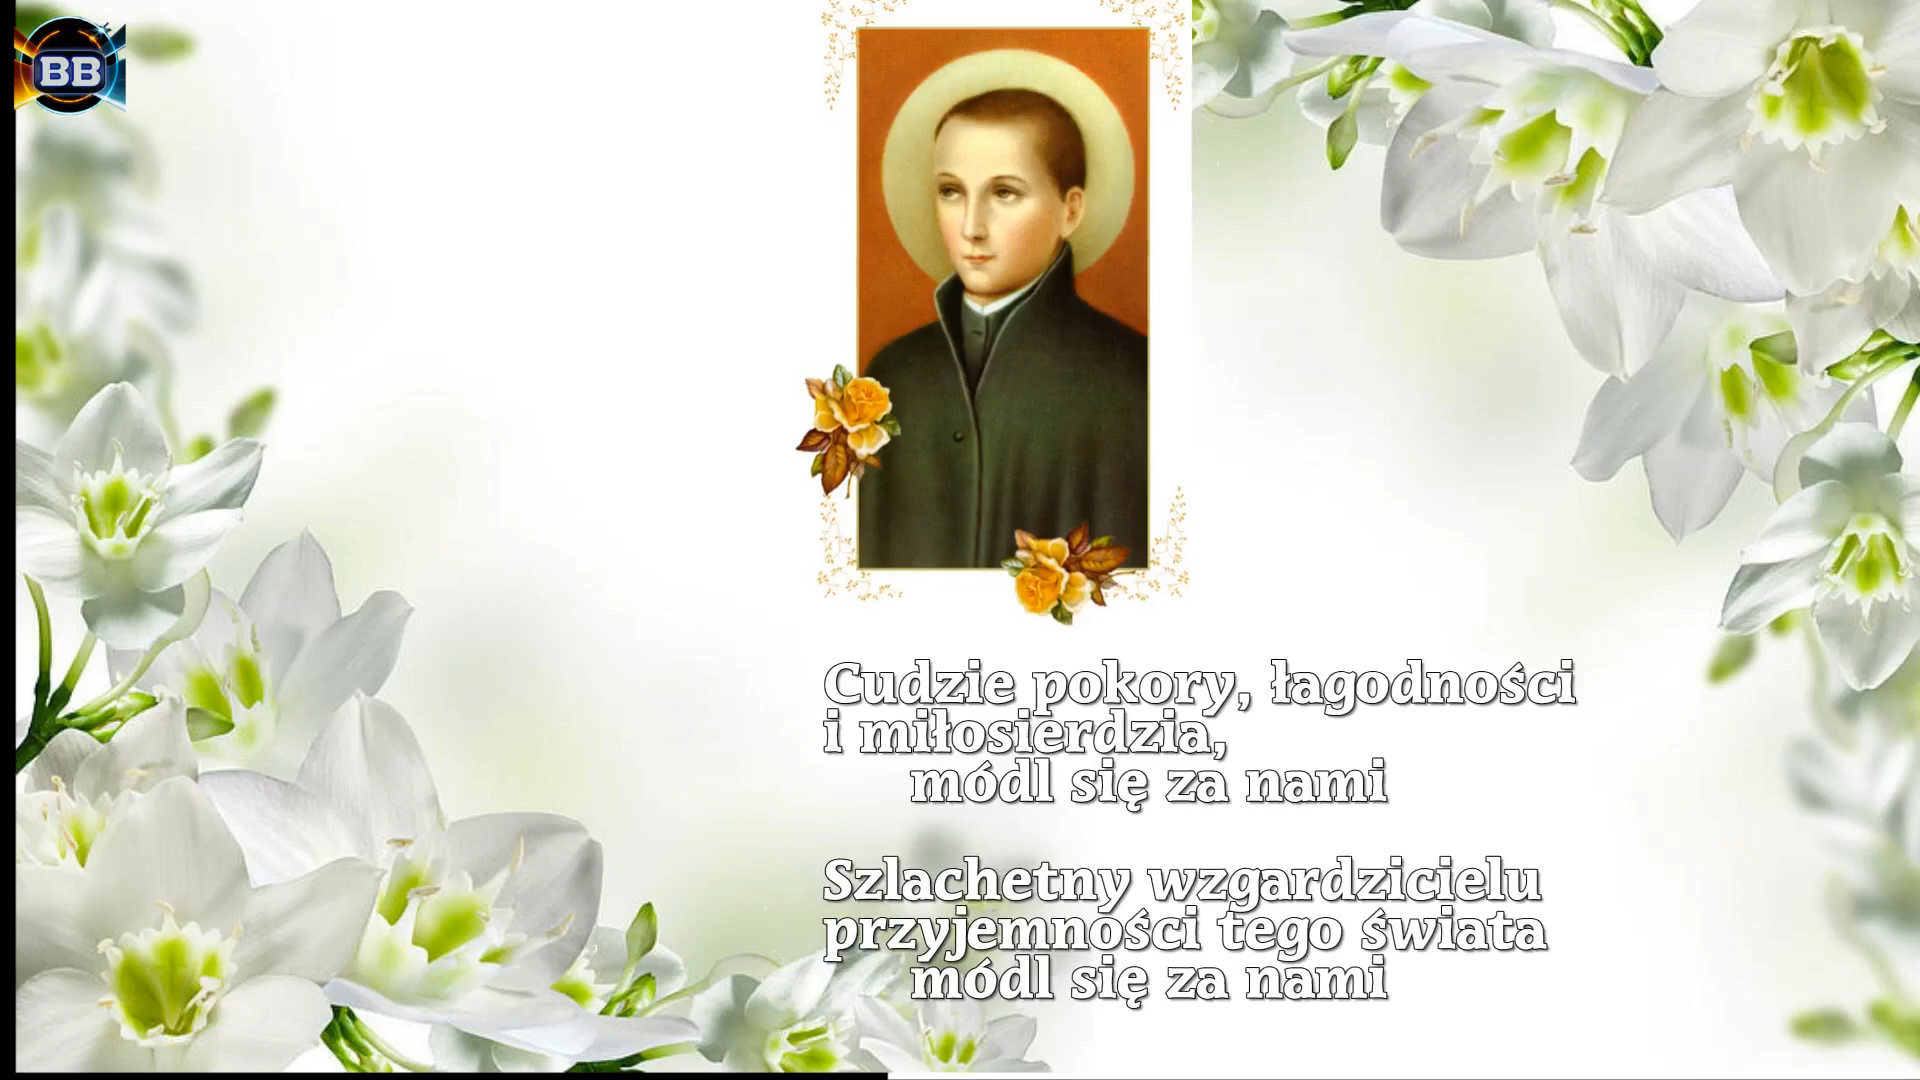 BB
Cudzie pokory, łagodności
i miłosierdzia,
módl się za nami
Szlachetny wzgardzicielu
przyjemności tego świata
módl się za nami